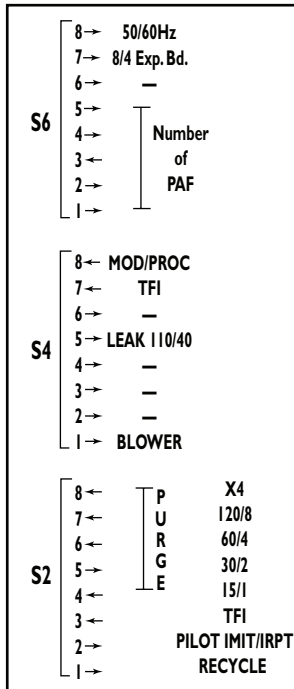 S6
8→ 50/60Hz
7→ 8/4 Exp. Bd.
6→ –
5→
4→ Number
3← of
2→ PAF
1→
S4
8← MOD/PROC
7← TFI
6→ –
5→ LEAK 110/40
4→ –
3→ –
2→ –
1→ BLOWER
S2
PURGE
8← X4
7← 120/8
6← 60/4
5→ 30/2
4← 15/1
3← TFI
2→ PILOT IMIT/IRPT
1→ RECYCLE